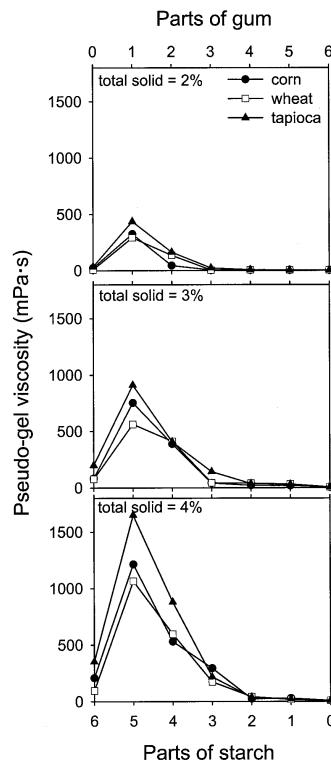 Parts of gum
0 1 2 3 4 5 6
total solid = 2%
corn
wheat
tapioca
1500
1000
500
0
total solid = 3%
1500
1000
500
0
total solid = 4%
1500
1000
500
0
Pseudo-gel viscosity (mPa·s)
6 5 4 3 2 1 0
Parts of starch